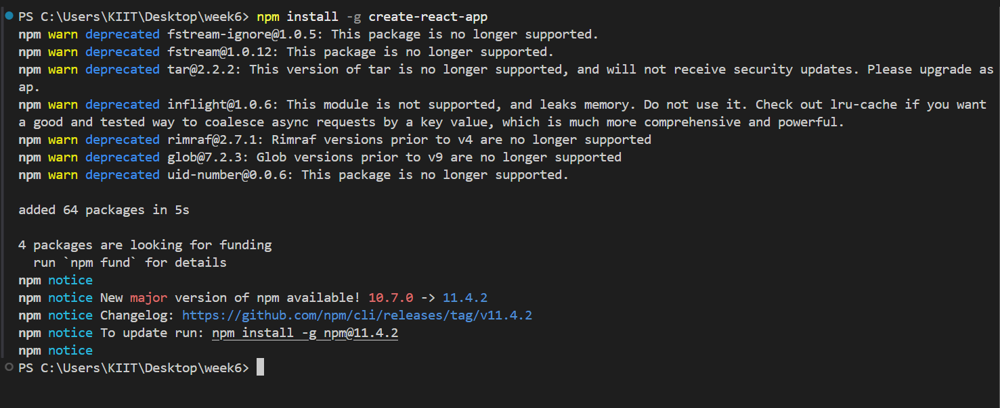 PS C:\Users\KIIT\Desktop\week6> npm install -g create-react-app
npm warn deprecated fstream-ignore@1.0.5: This package is no longer supported.
npm warn deprecated fstream@1.0.12: This package is no longer supported.
npm warn deprecated tar@2.2.2: This version of tar is no longer supported, and will not receive security updates. Please upgrade as
ap.
npm warn deprecated inflight@1.0.6: This module is not supported, and leaks memory. Do not use it. Check out lru-cache if you want
a good and tested way to coalesce async requests by a key value, which is much more comprehensive and powerful.
npm warn deprecated rimraf@2.7.1: Rimraf versions prior to v4 are no longer supported
npm warn deprecated glob@7.2.3: Glob versions prior to v9 are no longer supported
npm warn deprecated uid-number@0.0.6: This package is no longer supported.

added 64 packages in 5s

4 packages are looking for funding
  run `npm fund` for details
npm notice
npm notice New major version of npm available! 10.7.0 -> 11.4.2
npm notice Changelog: https://github.com/npm/cli/releases/tag/v11.4.2
npm notice To update run: npm install -g npm@11.4.2
npm notice
PS C:\Users\KIIT\Desktop\week6>